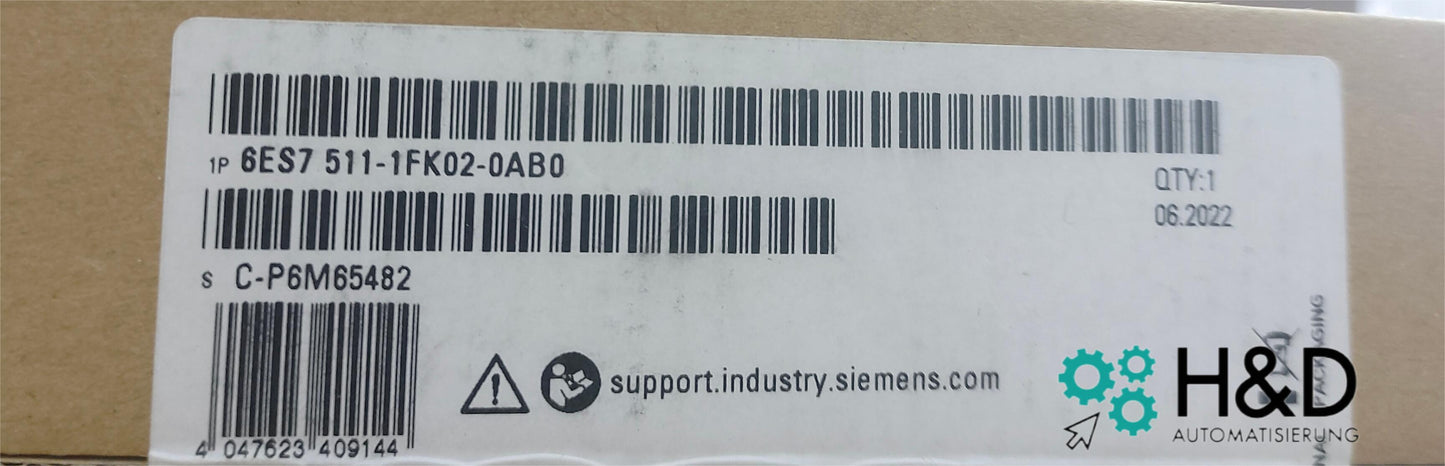 1P 6ES7 511-1FK02-0AB0
QTY:1
06.2022
S C-P6M65482
support.industry.siemens.com
4 047623 409144
H&D
AUTOMATISIERUNG